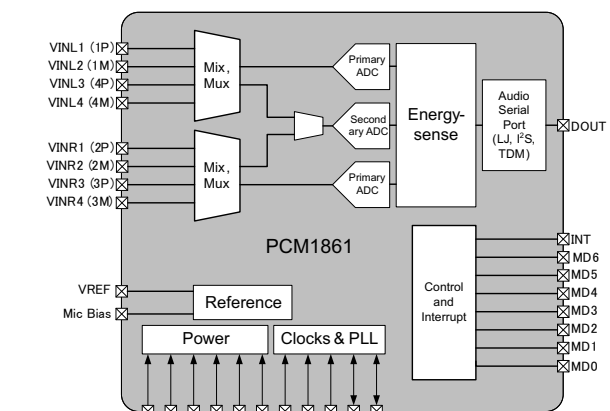 VINL1 (1P)
VINL2 (1M)
VINL3 (4P)
VINL4 (4M)
Mix,
Mux
Primary
ADC
Second
ary ADC
Primary
ADC
Energy-
sense
Audio
Serial
Port
(LJ, I²S,
TDM)
DOUT
VINR1 (2P)
VINR2 (2M)
VINR3 (3P)
VINR4 (3M)
Mix,
Mux
PCM1861
INT
MD6
MD5
MD4
MD3
MD2
MD1
MD0
Control
and
Interrupt
VREF
Mic Bias
Reference
Power
Clocks & PLL